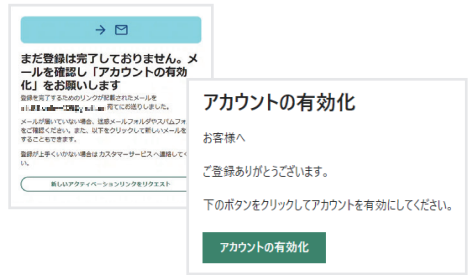 まだ登録は完了しておりません。メ
ールを確認し「アカウントの有効
化」をお願いします
登録を完了するためのリンクが記載されたメールを
宛てにお送りしました。
メールが届いていない場合、迷惑メールフォルダやスパムフォ
をご確認ください。また、以下をクリックして新しいメールを
することもできます。
登録が上手くいかない場合は カスタマーサービス へ連絡してく
い。
新しいアクティベーションリンクをリクエスト
アカウントの有効化
お客様へ
ご登録ありがとうございます。
下のボタンをクリックしてアカウントを有効にしてください。
アカウントの有効化